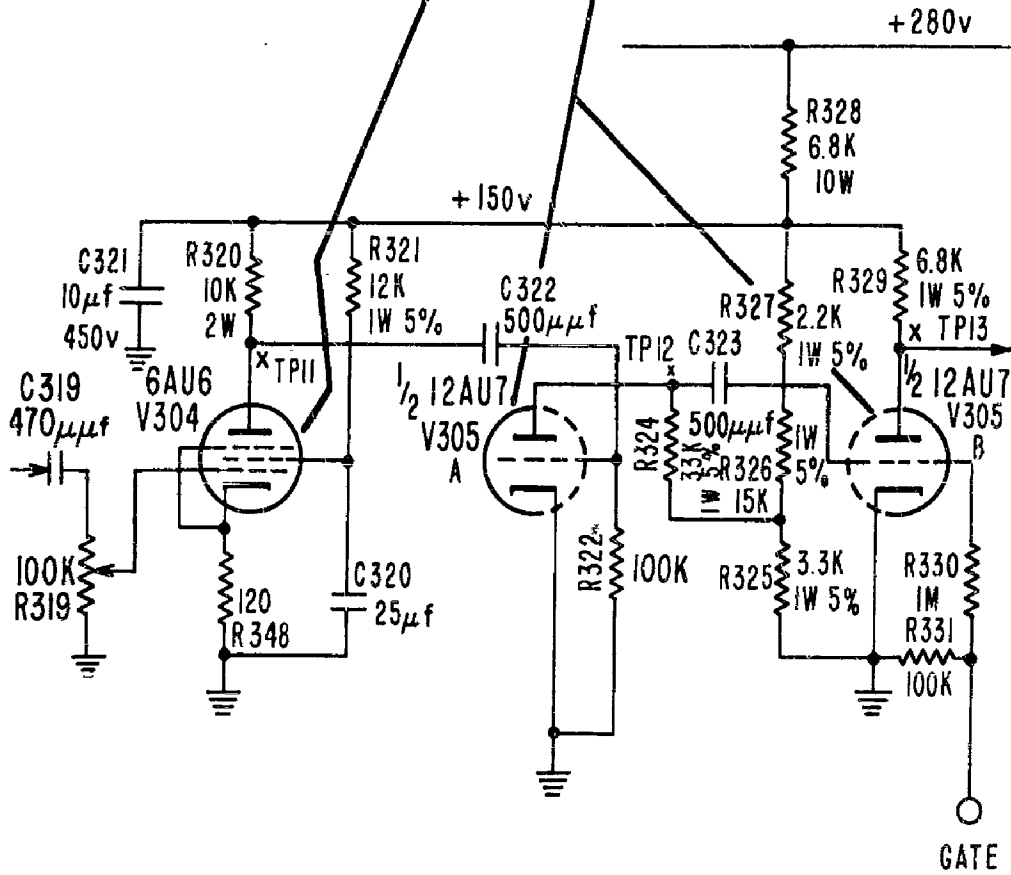 +280v
R328
6.8K
10W
+150v
C321
10μf
450v
R320
10K
2W
R321
12K
1W 5%
C322
500μμf
R327
2.2K
1W 5%
R329
6.8K
1W 5%
x TP13
x TP11
TP12
x
C323
500μμf
C319
470μμf
6AU6
V304
1/2 12AU7
V305
A
R324
33K
1W 5%
R326
15K
1W
5%
1/2 12AU7
V305
B
100K
R319
120
R348
C320
25μf
R322
100K
R325
3.3K
1W 5%
R330
1M
R331
100K
GATE